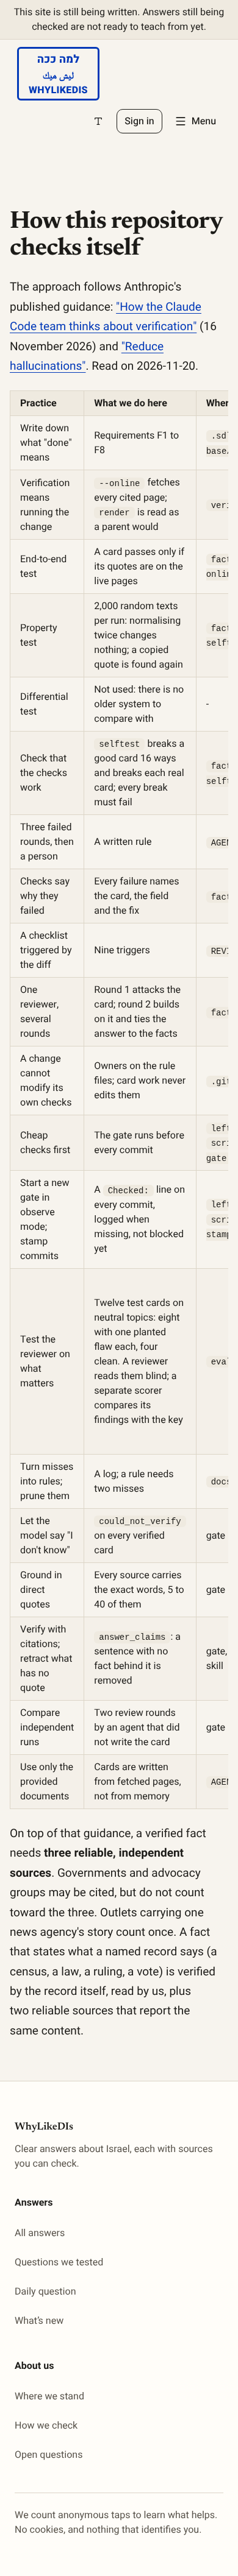 This site is still being written. Answers still being
checked are not ready to teach from yet.
למה ככה
ليش هيك
WHYLIKEDIS
T
Sign in
Menu
How this repository
checks itself
The approach follows Anthropic's
published guidance: "How the Claude
Code team thinks about verification" (16
November 2026) and "Reduce
hallucinations". Read on 2026-11-20.
Practice What we do here
Write down
what "done"
means
Requirements F1 to
F8
Verification
means
running the
change
--online fetches
every cited page;
render is read as
a parent would
End-to-end
test
A card passes only if
its quotes are on the
live pages
Property
test
2,000 random texts
per run: normalising
twice changes
nothing; a copied
quote is found again
Differential
test
Not used: there is no
older system to
compare with
-
Check that
the checks
work
selftest breaks a
good card 16 ways
and breaks each real
card; every break
must fail
Three failed
rounds, then
a person
A written rule
Checks say
why they
failed
Every failure names
the card, the field
and the fix
A checklist
triggered by
the diff
Nine triggers
One
reviewer,
several
rounds
Round 1 attacks the
card; round 2 builds
on it and ties the
answer to the facts
A change
cannot
modify its
own checks
Owners on the rule
files; card work never
edits them
Cheap
checks first
The gate runs before
every commit
gate
Start a new
gate in
observe
mode;
stamp
commits
A Checked: line on
every commit,
logged when
missing, not blocked
yet
Test the
reviewer on
what
matters
Twelve test cards on
neutral topics: eight
with one planted
flaw each, four
clean. A reviewer
reads them blind; a
separate scorer
compares its
findings with the key
Turn misses
into rules;
prune them
A log; a rule needs
two misses
Let the
model say "I
don't know"
could_not_verify
on every verified
card
gate
Ground in
direct
quotes
Every source carries
the exact words, 5 to
40 of them
gate
Verify with
citations;
retract what
has no
quote
answer_claims : a
sentence with no
fact behind it is
removed
gate,
skill
Compare
independent
runs
Two review rounds
by an agent that did
not write the card
gate
Use only the
provided
documents
Cards are written
from fetched pages,
not from memory
On top of that guidance, a verified fact
needs three reliable, independent
sources. Governments and advocacy
groups may be cited, but do not count
toward the three. Outlets carrying one
news agency's story count once. A fact
that states what a named record says (a
census, a law, a ruling, a vote) is verified
by the record itself, read by us, plus
two reliable sources that report the
same content.
WhyLikeDIs
Clear answers about Israel, each with sources
you can check.
Answers
All answers
Questions we tested
Daily question
What's new
About us
Where we stand
How we check
Open questions
We count anonymous taps to learn what helps.
No cookies, and nothing that identifies you.